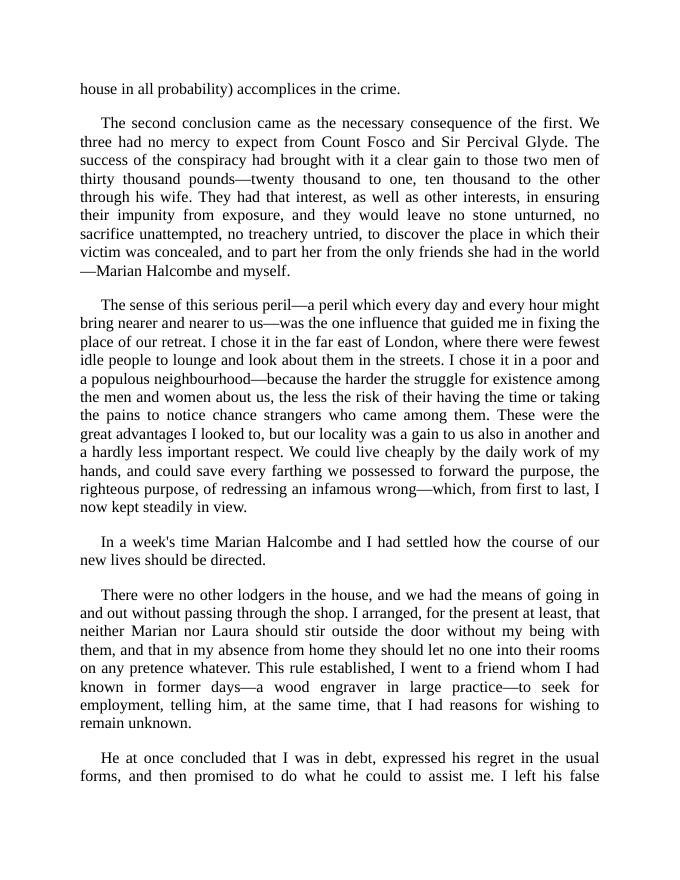 house in all probability) accomplices in the crime.
The second conclusion came as the necessary consequence of the first. We
three had no mercy to expect from Count Fosco and Sir Percival Glyde. The
success of the conspiracy had brought with it a clear gain to those two men of
thirty thousand pounds—twenty thousand to one, ten thousand to the other
through his wife. They had that interest, as well as other interests, in ensuring
their impunity from exposure, and they would leave no stone unturned, no
sacrifice unattempted, no treachery untried, to discover the place in which their
victim was concealed, and to part her from the only friends she had in the world
—Marian Halcombe and myself.
The sense of this serious peril—a peril which every day and every hour might
bring nearer and nearer to us—was the one influence that guided me in fixing the
place of our retreat. I chose it in the far east of London, where there were fewest
idle people to lounge and look about them in the streets. I chose it in a poor and
a populous neighbourhood—because the harder the struggle for existence among
the men and women about us, the less the risk of their having the time or taking
the pains to notice chance strangers who came among them. These were the
great advantages I looked to, but our locality was a gain to us also in another and
a hardly less important respect. We could live cheaply by the daily work of my
hands, and could save every farthing we possessed to forward the purpose, the
righteous purpose, of redressing an infamous wrong—which, from first to last, I
now kept steadily in view.
In a week's time Marian Halcombe and I had settled how the course of our
new lives should be directed.
There were no other lodgers in the house, and we had the means of going in
and out without passing through the shop. I arranged, for the present at least, that
neither Marian nor Laura should stir outside the door without my being with
them, and that in my absence from home they should let no one into their rooms
on any pretence whatever. This rule established, I went to a friend whom I had
known in former days—a wood engraver in large practice—to seek for
employment, telling him, at the same time, that I had reasons for wishing to
remain unknown.
He at once concluded that I was in debt, expressed his regret in the usual
forms, and then promised to do what he could to assist me. I left his false